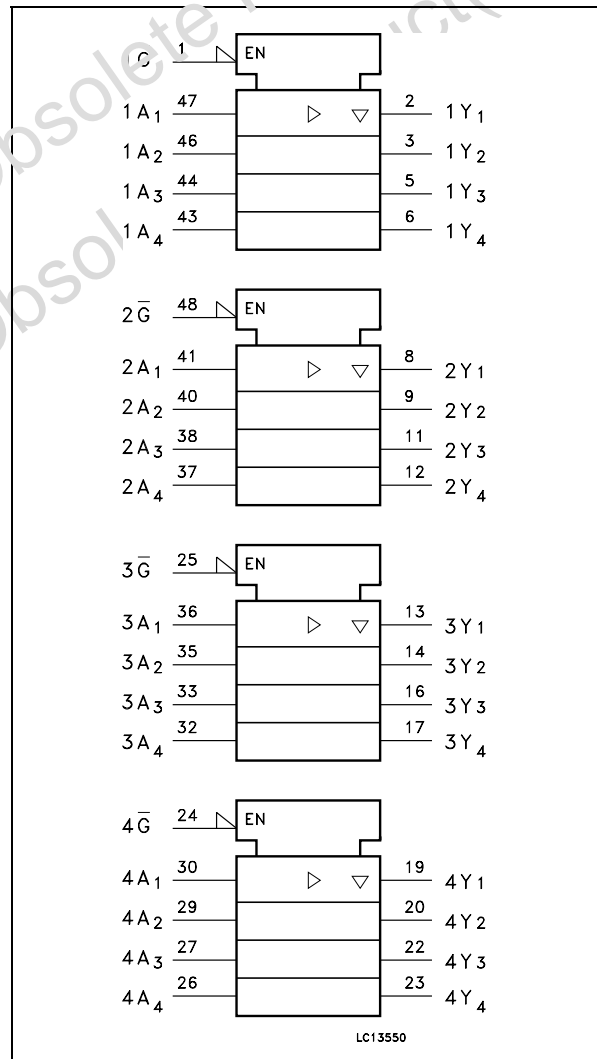 1 EN
1A1 47 2 1Y1
1A2 46 3 1Y2
1A3 44 5 1Y3
1A4 43 6 1Y4
2G̅ 48 EN
2A1 41 8 2Y1
2A2 40 9 2Y2
2A3 38 11 2Y3
2A4 37 12 2Y4
3G̅ 25 EN
3A1 36 13 3Y1
3A2 35 14 3Y2
3A3 33 16 3Y3
3A4 32 17 3Y4
4G̅ 24 EN
4A1 30 19 4Y1
4A2 29 20 4Y2
4A3 27 22 4Y3
4A4 26 23 4Y4
LC13550